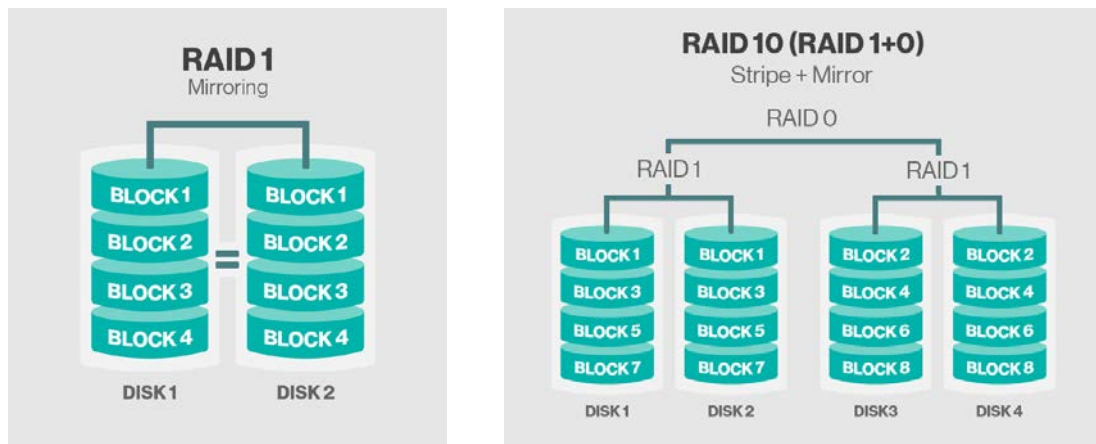 RAID 1
Mirroring
BLOCK 1
BLOCK 2
BLOCK 3
BLOCK 4
=
BLOCK 1
BLOCK 2
BLOCK 3
BLOCK 4
DISK 1
DISK 2
RAID 10 (RAID 1+0)
Stripe + Mirror
RAID 0
RAID 1
RAID 1
BLOCK 1
BLOCK 3
BLOCK 5
BLOCK 7
BLOCK 1
BLOCK 3
BLOCK 5
BLOCK 7
BLOCK 2
BLOCK 4
BLOCK 6
BLOCK 8
BLOCK 2
BLOCK 4
BLOCK 6
BLOCK 8
DISK 1
DISK 2
DISK3
DISK 4